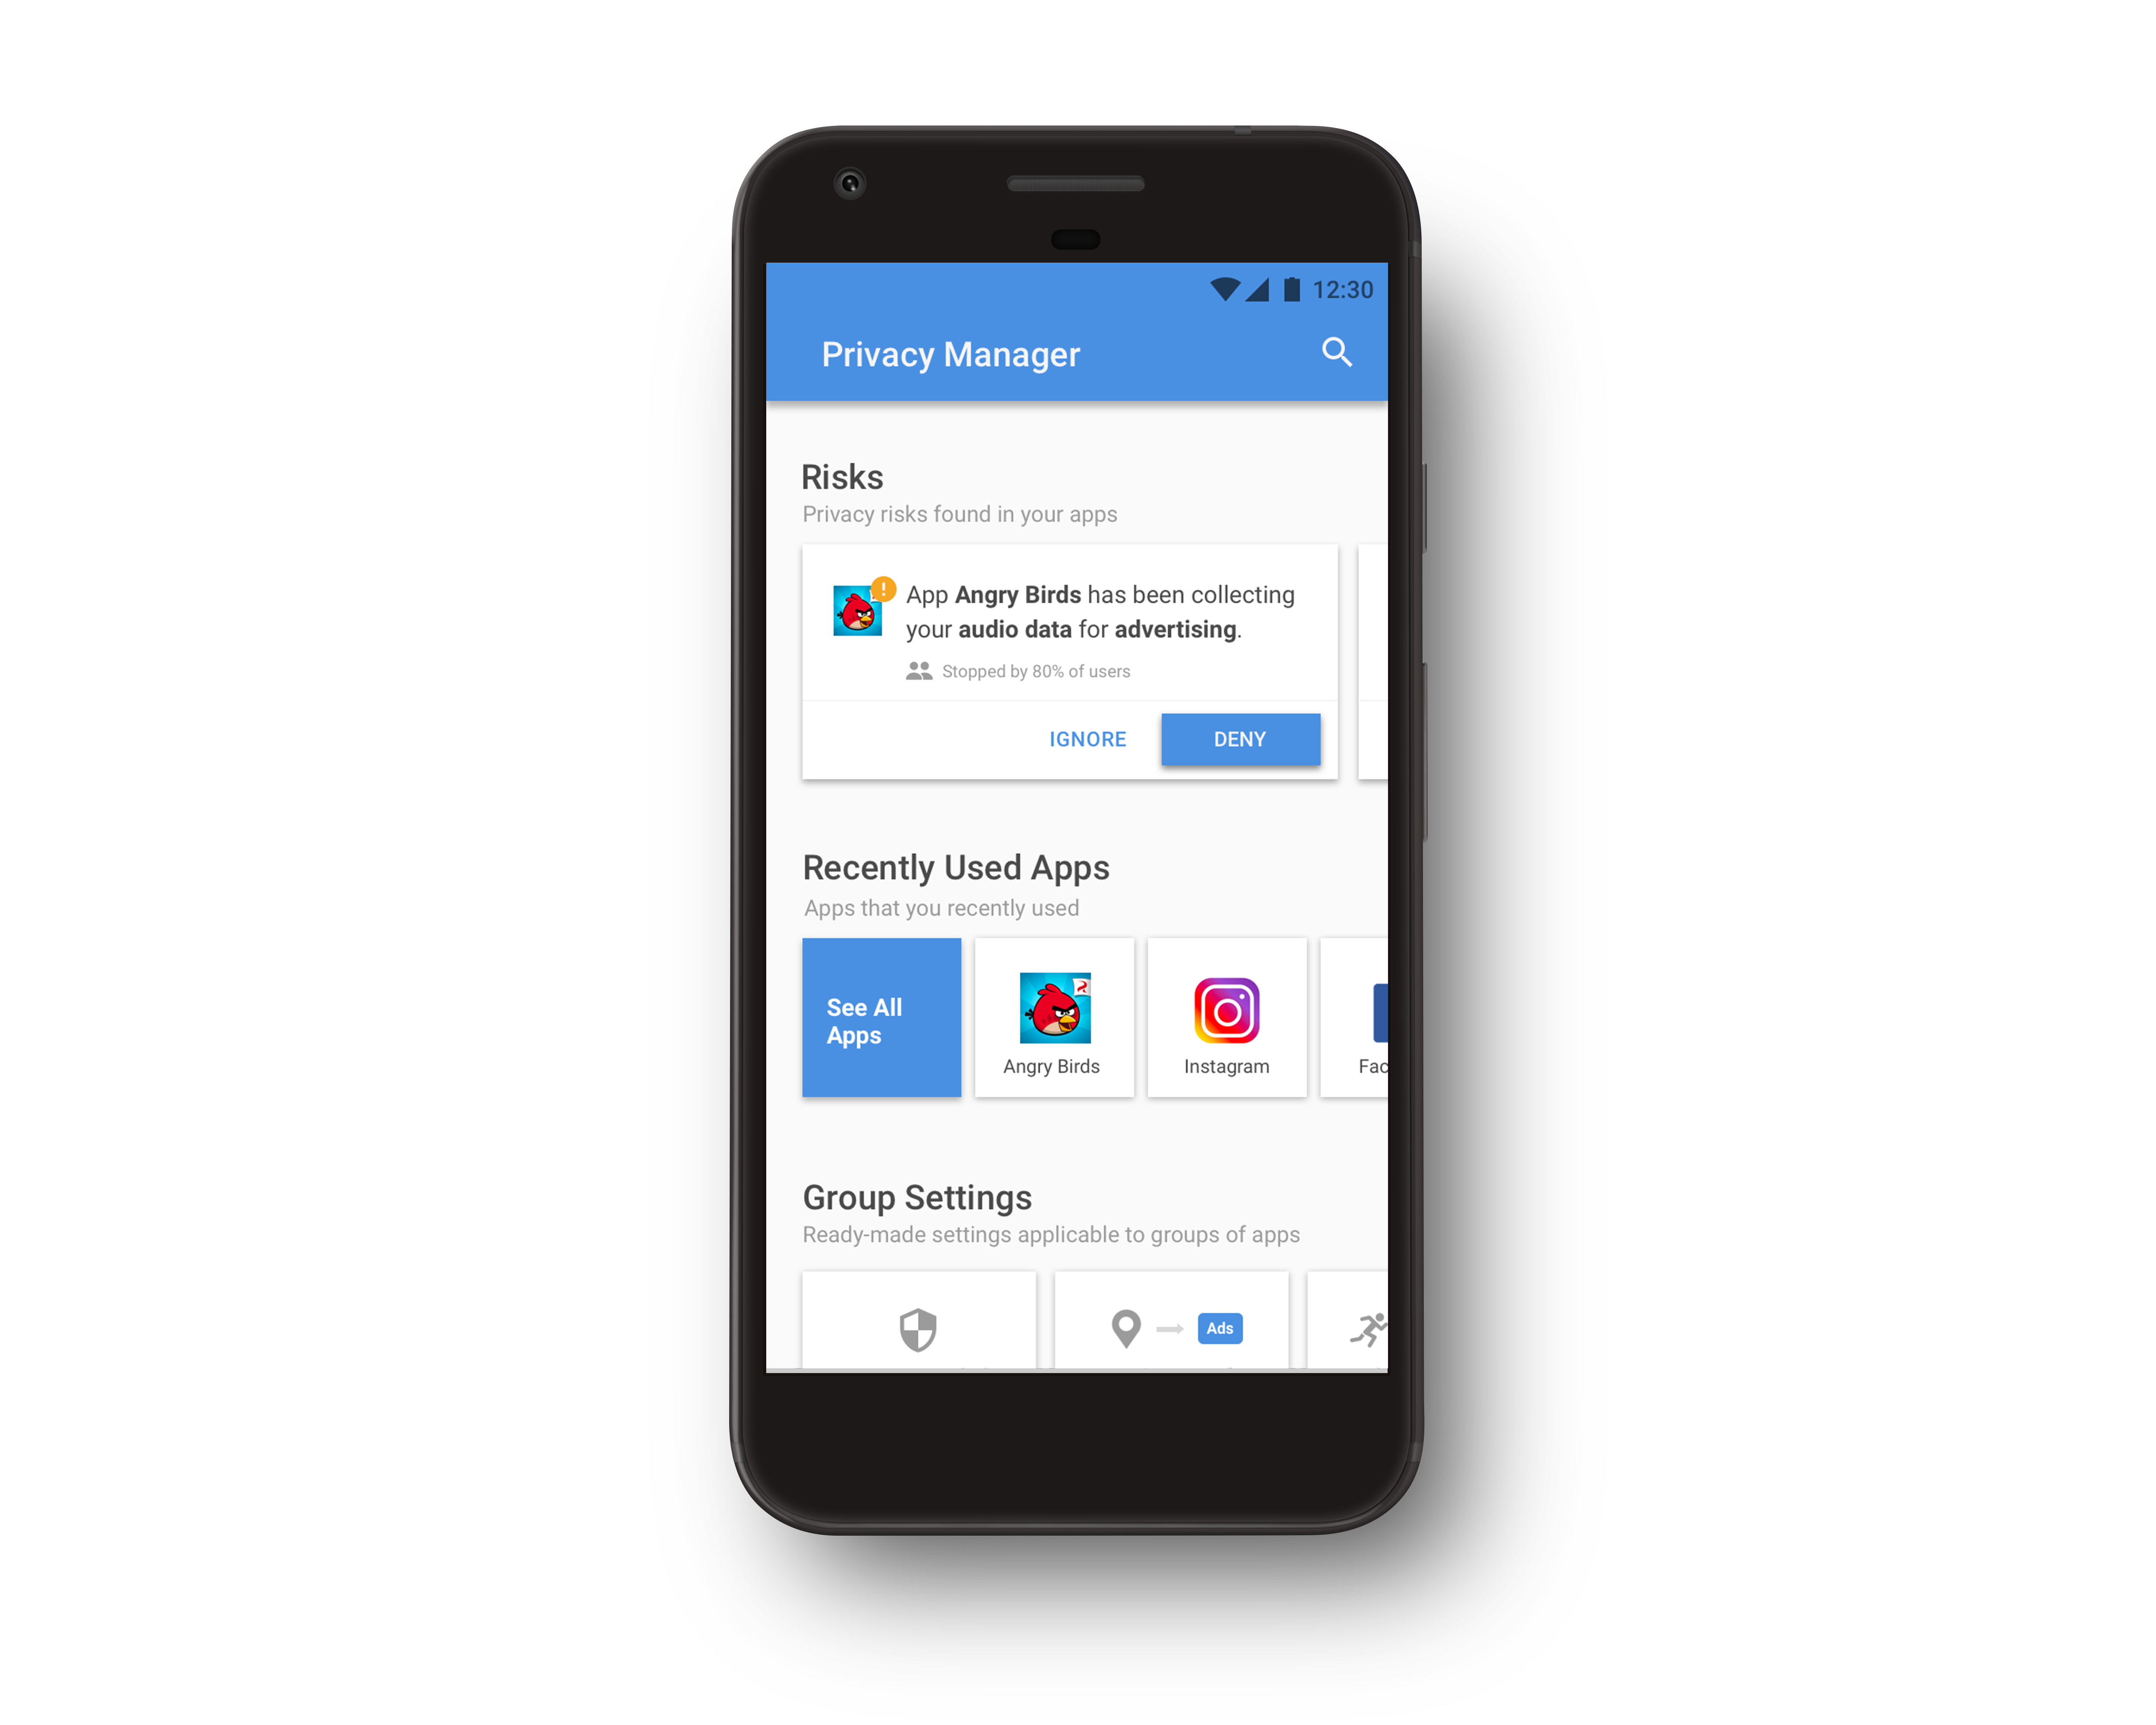 12:30
Privacy Manager
Risks
Privacy risks found in your apps
App Angry Birds has been collecting
your audio data for advertising.
Stopped by 80% of users
IGNORE
DENY
Recently Used Apps
Apps that you recently used
See All
Apps
Angry Birds
Instagram
Fac
Group Settings
Ready-made settings applicable to groups of apps
Ads